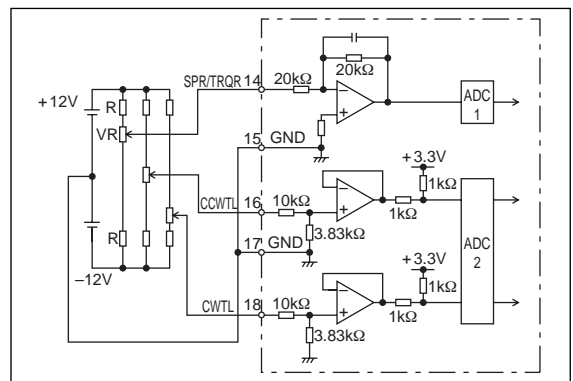 SPR/TRQR 14 20kΩ 20kΩ
ADC
1
+12V
R
VR
15 GND
+3.3V
CCWTL 16 10kΩ 1kΩ
1kΩ
3.83kΩ
17 GND
ADC
2
R
+3.3V
–12V
CWTL 18 10kΩ 1kΩ
1kΩ
3.83kΩ